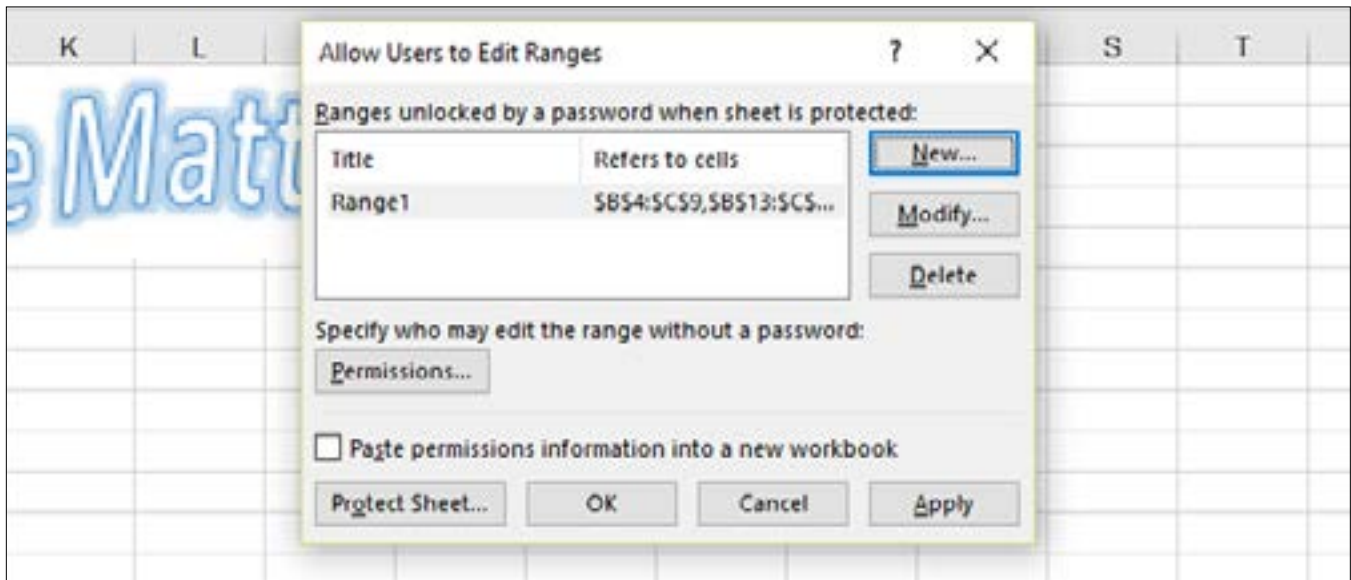 K L S T
e Matt
Allow Users to Edit Ranges ? ×
Ranges unlocked by a password when sheet is protected:
Title Refers to cells
Range1 $B$4:$C$9,$B$13:$C$...
New...
Modify...
Delete
Specify who may edit the range without a password:
Permissions...
Paste permissions information into a new workbook
Protect Sheet... OK Cancel Apply